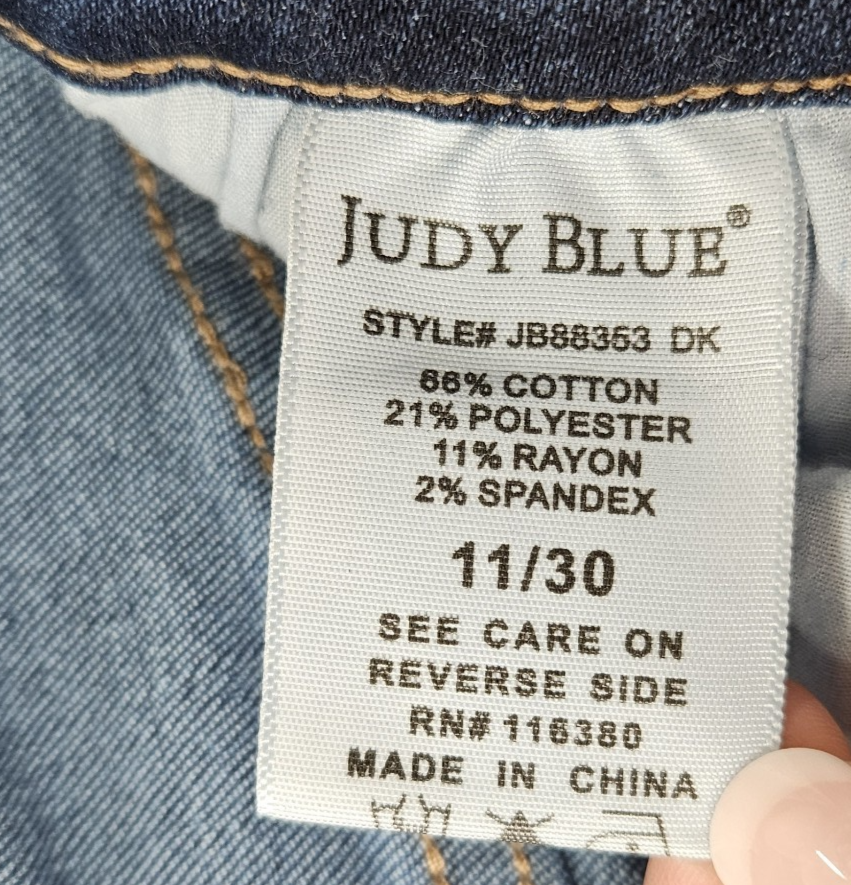 JUDY BLUE®
STYLE# JB88353 DK
66% COTTON
21% POLYESTER
11% RAYON
2% SPANDEX
11/30
SEE CARE ON
REVERSE SIDE
RN# 116380
MADE IN CHINA